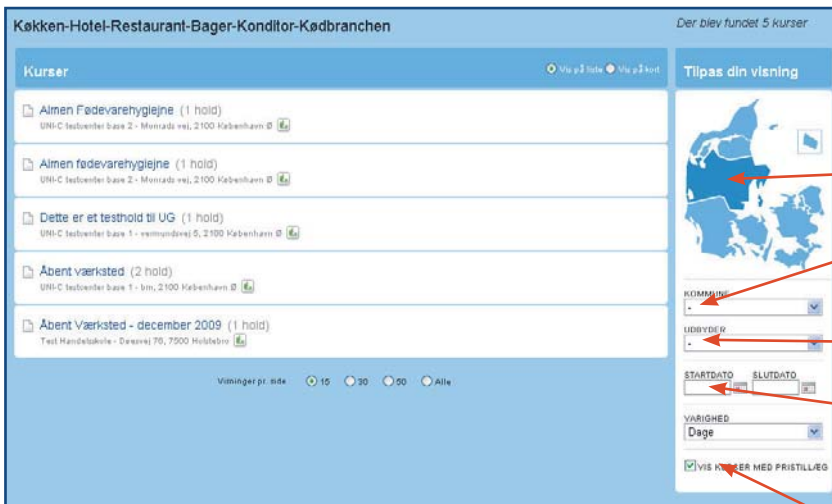 Køkken-Hotel-Restaurant-Bager-Konditor-Kødbranchen
Der blev fundet 5 kurser
Kurser
Vis på liste Vis på kort
Almen Fødevarehygiejne (1 hold)
UNI-C testcenter base 2 - Monrads vej, 2100 København Ø
Almen fødevarehygiejne (1 hold)
UNI-C testcenter base 2 - Monrads vej, 2100 København Ø
Dette er et testhold til UG (1 hold)
UNI-C testcenter base 1 - vermundsvej 5, 2100 København Ø
Åbent værksted (2 hold)
UNI-C testcenter base 1 - bm, 2100 København Ø
Åbent Værksted - december 2009 (1 hold)
Test Handelsskole - 76, 7500 Holstebro
Visninger pr. side 15 30 50 Alle
Tilpas din visning
KOMMUNE
-
UDBYDER
-
STARTDATO SLUTDATO
VARIGHED
Dage
VIS KURSER MED PRISTILLÆG